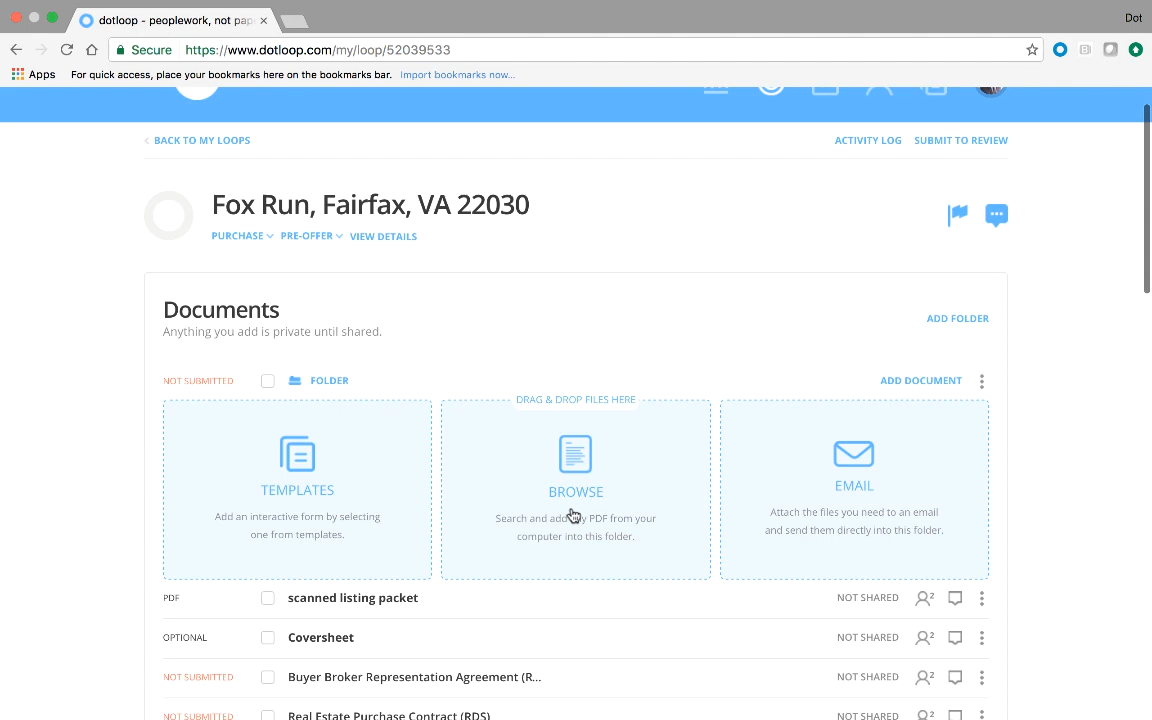 dotloop - peoplework, not pap
Dot
Secure https://www.dotloop.com/my/loop/52039533
Apps For quick access, place your bookmarks here on the bookmarks bar. Import bookmarks now...
BACK TO MY LOOPS
ACTIVITY LOG SUBMIT TO REVIEW
Fox Run, Fairfax, VA 22030
PURCHASE PRE-OFFER VIEW DETAILS
Documents
Anything you add is private until shared.
ADD FOLDER
NOT SUBMITTED FOLDER ADD DOCUMENT
DRAG & DROP FILES HERE
TEMPLATES
Add an interactive form by selecting
one from templates.
BROWSE
Search and add PDF from your
computer into this folder.
EMAIL
Attach the files you need to an email
and send them directly into this folder.
PDF scanned listing packet NOT SHARED 2
OPTIONAL Coversheet NOT SHARED 2
NOT SUBMITTED Buyer Broker Representation Agreement (R... NOT SHARED 2
NOT SUBMITTED Real Estate Purchase Contract (RDS) NOT SHARED 2